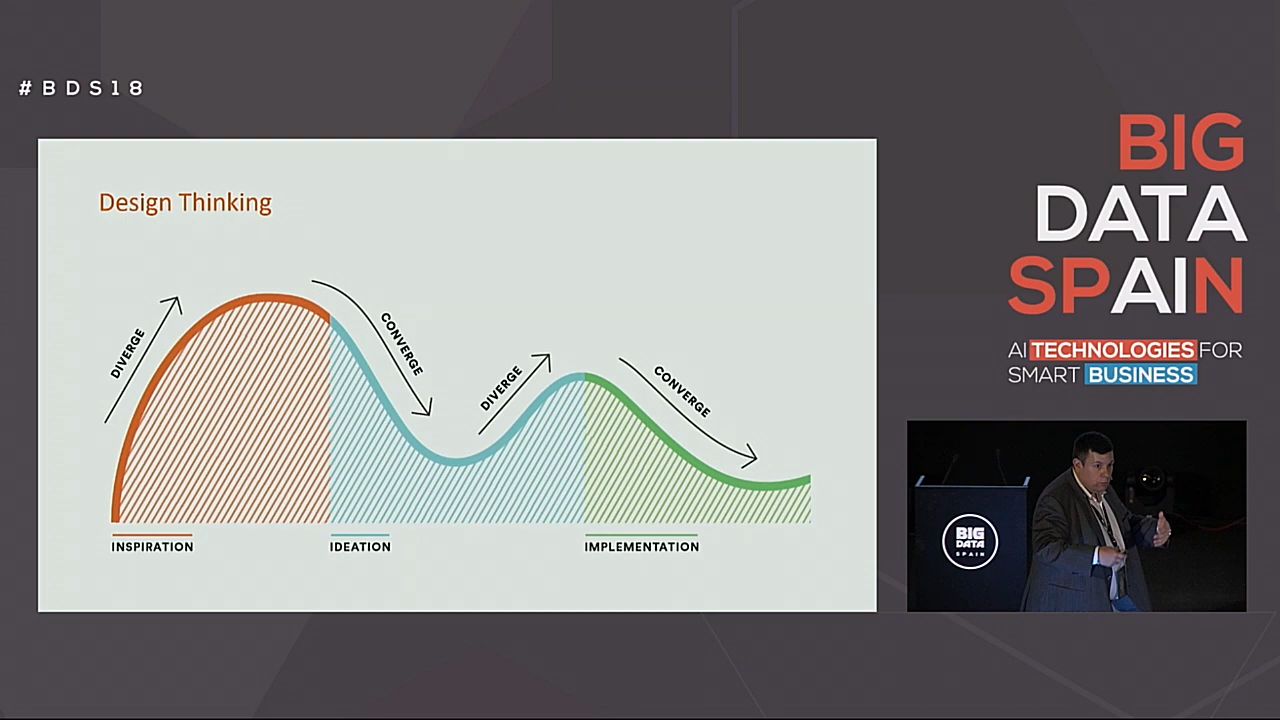 #BDS18
BIG
DATA
SPAIN
AI TECHNOLOGIES FOR
SMART BUSINESS
Design Thinking
DIVERGE
CONVERGE
DIVERGE
CONVERGE
INSPIRATION
IDEATION
IMPLEMENTATION
BIG
DATA
SPAIN